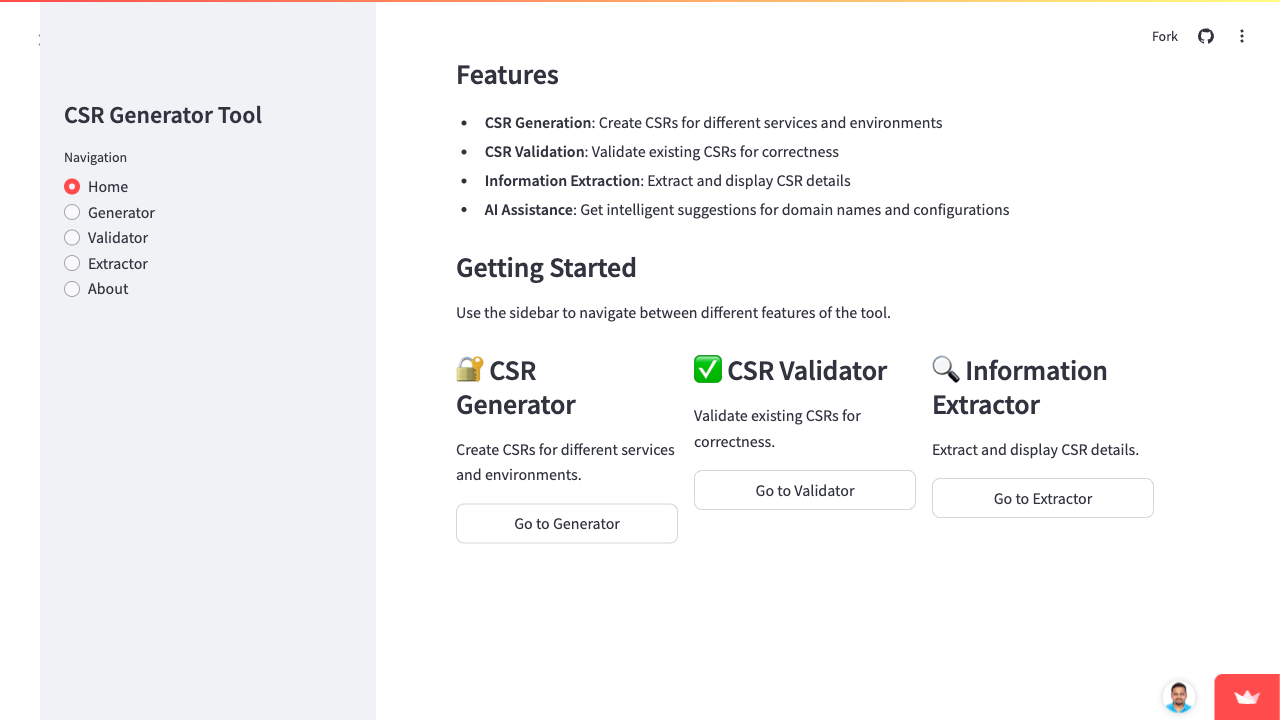 Fork
CSR Generator Tool
Navigation
Home
Generator
Validator
Extractor
About
Features
• CSR Generation: Create CSRs for different services and environments
• CSR Validation: Validate existing CSRs for correctness
• Information Extraction: Extract and display CSR details
• AI Assistance: Get intelligent suggestions for domain names and configurations
Getting Started
Use the sidebar to navigate between different features of the tool.
🔐 CSR
Generator
Create CSRs for different services
and environments.
Go to Generator
✅ CSR Validator
Validate existing CSRs for
correctness.
Go to Validator
🔍 Information
Extractor
Extract and display CSR details.
Go to Extractor